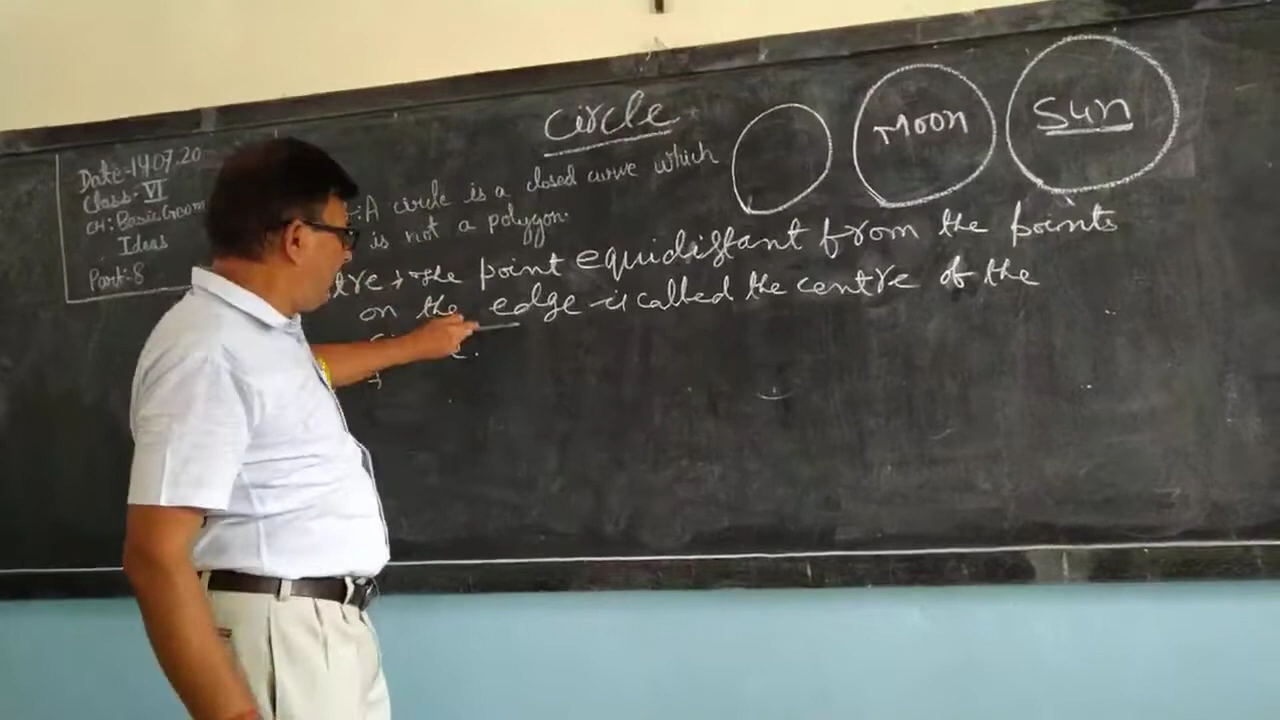 Circle
Date-14.07.20
Class-VI
CH: Basic Geom
Ideas
Part:8
:-A circle is a closed curve which
is not a polygon.
tre → The point equidistant from the points
on the edge is called the centre of the
Moon
Sun